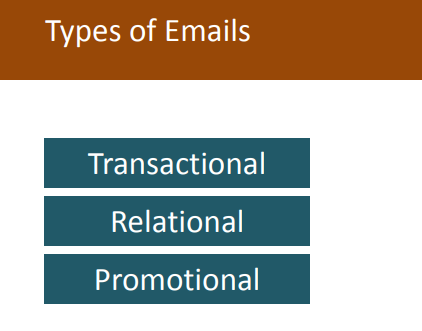 Types of Emails
Transactional
Relational
Promotional